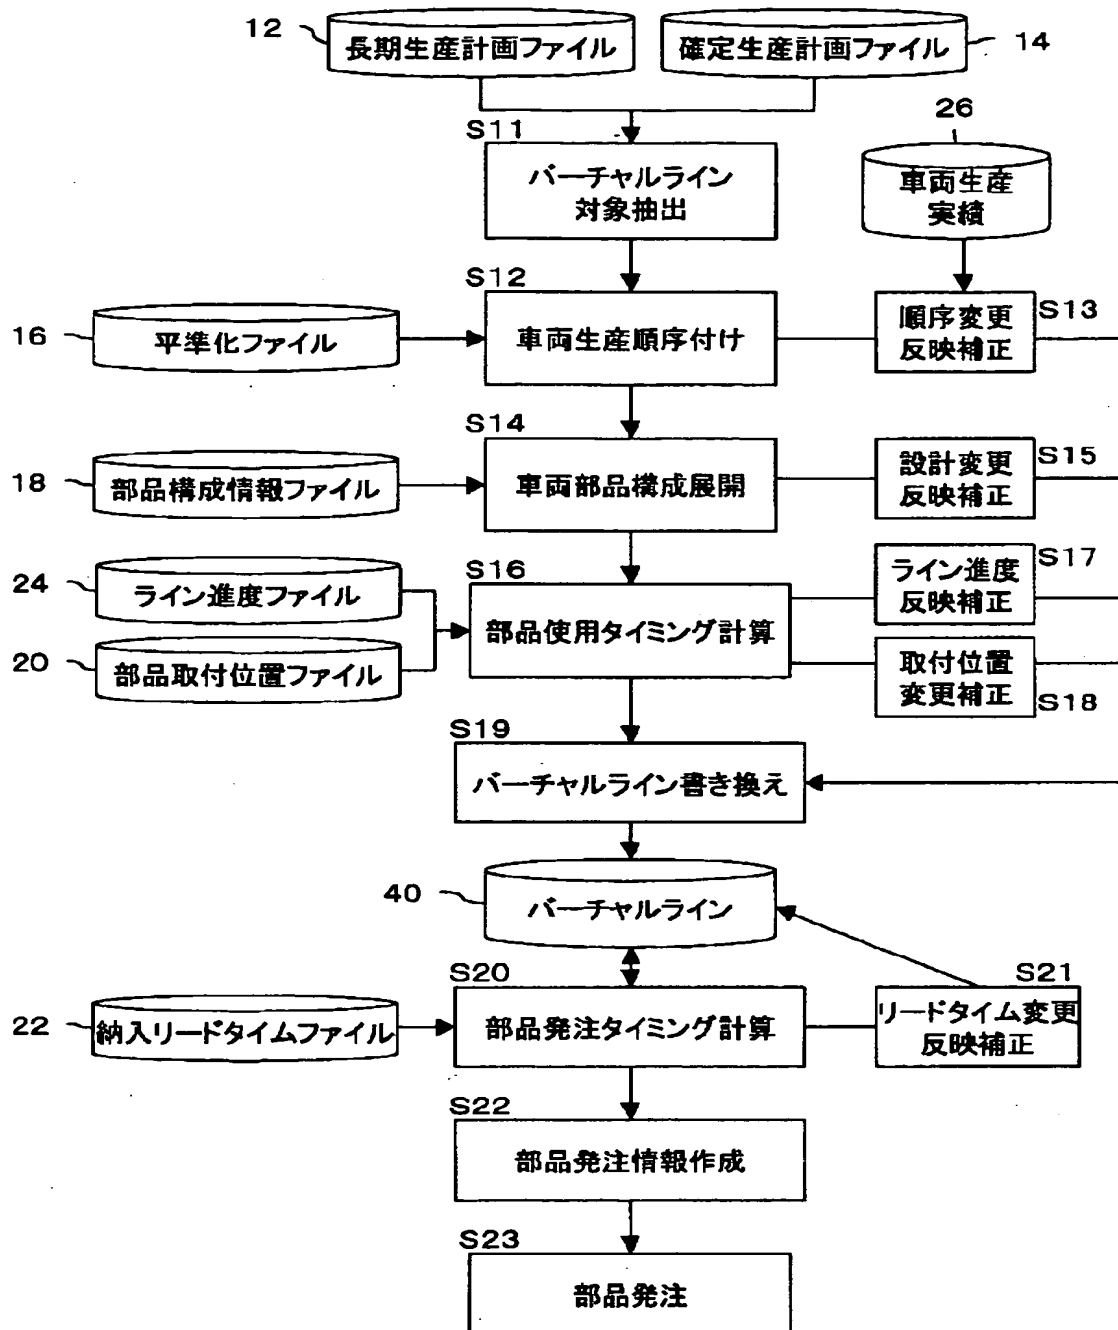 12
長期生産計画ファイル
確定生産計画ファイル
14
S11
バーチャルライン
対象抽出
26
車両生産
実績
S12
16
平準化ファイル
車両生産順序付け
順序変更
反映補正
S13
S14
18
部品構成情報ファイル
車両部品構成展開
設計変更
反映補正
S15
24
ライン進度ファイル
20
部品取付位置ファイル
S16
部品使用タイミング計算
ライン進度
反映補正
S17
取付位置
変更補正
S18
S19
バーチャルライン書き換え
40
バーチャルライン
S20
22
納入リードタイムファイル
部品発注タイミング計算
S21
リードタイム変更
反映補正
S22
部品発注情報作成
S23
部品発注